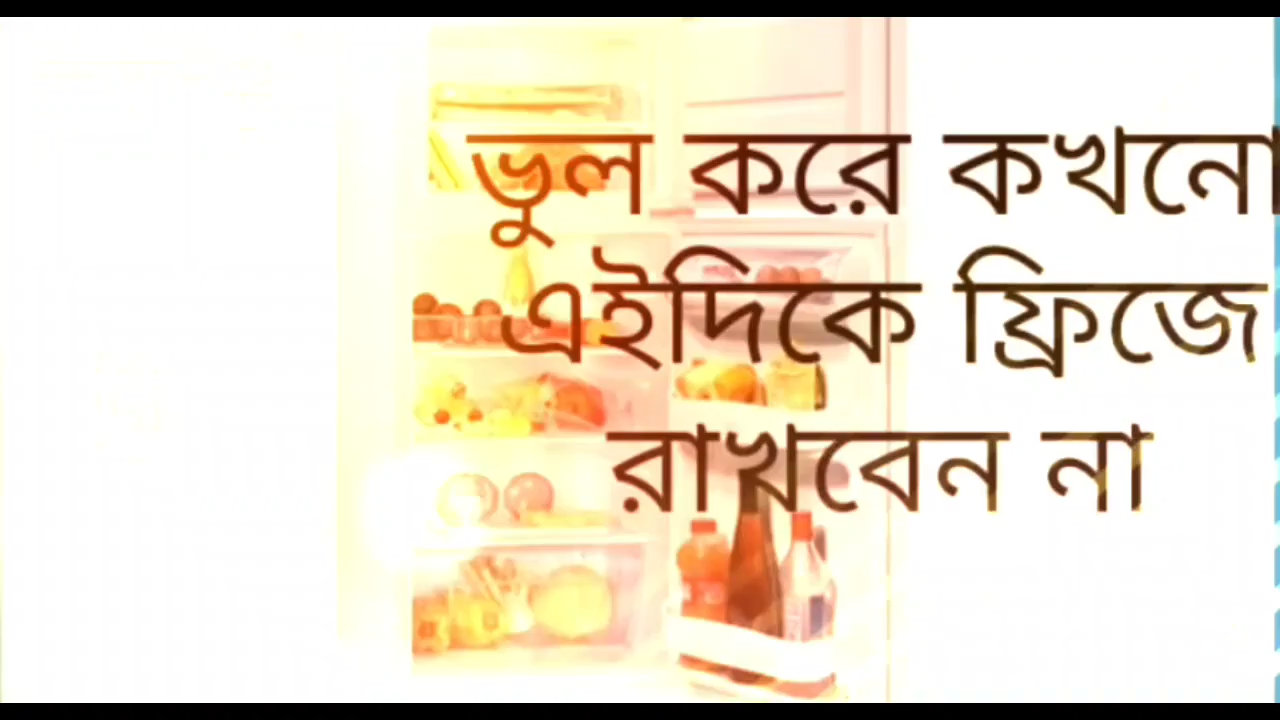 ভুল করে কখনো
এইদিকে ফ্রিজে
রাখবেন না